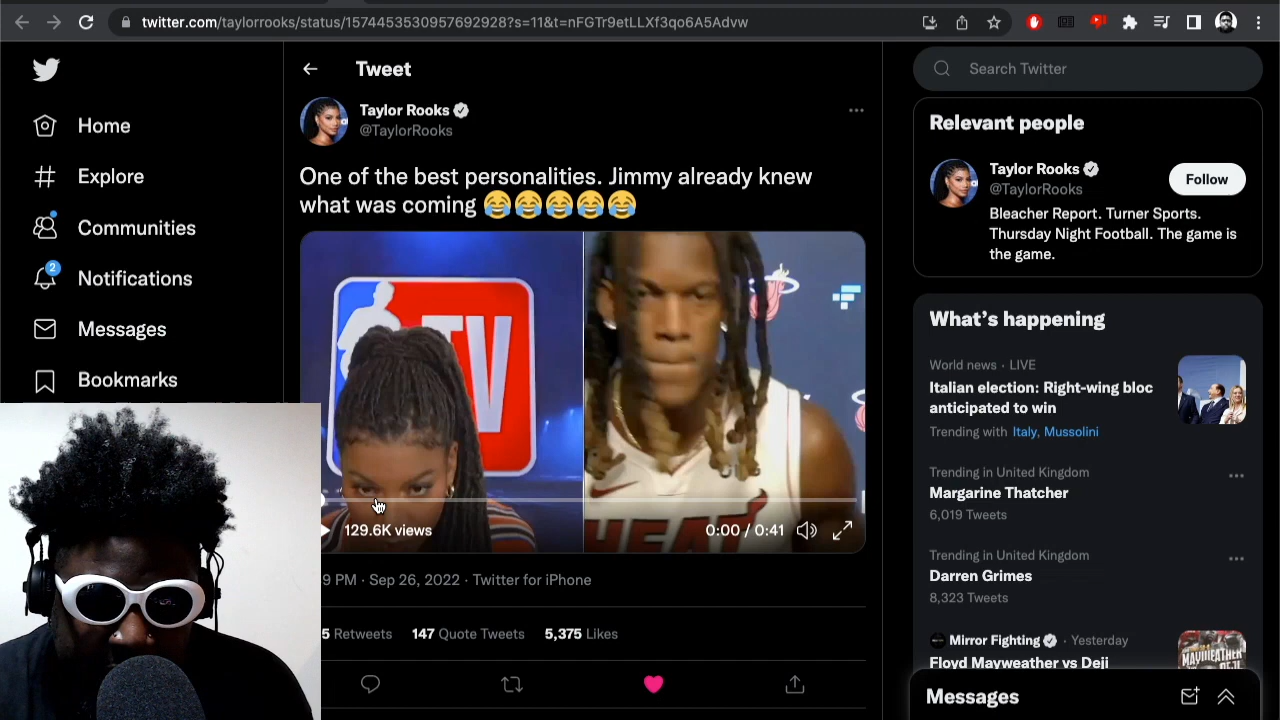 twitter.com/taylorrooks/status/1574453530957692928?s=11&t=nFGTr9etLLXf3qo6A5Advw
Home
Explore
Communities
2
Notifications
Messages
Bookmarks
Tweet
Taylor Rooks
@TaylorRooks
One of the best personalities. Jimmy already knew
what was coming 😂😂😂😂😂
TV
HEAT
129.6K views
0:00 / 0:41
9 PM · Sep 26, 2022 · Twitter for iPhone
5 Retweets 147 Quote Tweets 5,375 Likes
Search Twitter
Relevant people
Taylor Rooks
@TaylorRooks
Follow
Bleacher Report. Turner Sports.
Thursday Night Football. The game is
the game.
What's happening
World news · LIVE
Italian election: Right-wing bloc
anticipated to win
Trending with Italy, Mussolini
Trending in United Kingdom
Margarine Thatcher
6,019 Tweets
Trending in United Kingdom
Darren Grimes
8,323 Tweets
Mirror Fighting · Yesterday
Floyd Mayweather vs Deji
MAYWEATHER
DEJI
Messages